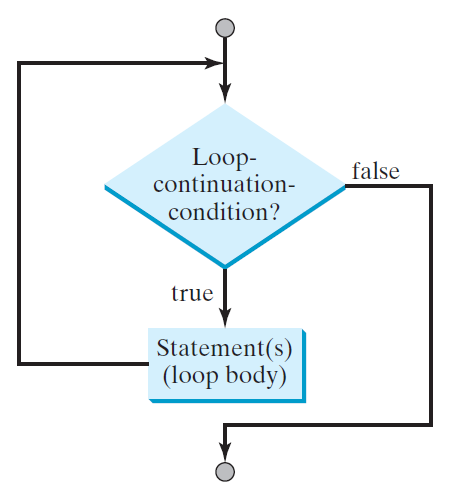 Loop-
continuation-
condition?
false
true
Statement(s)
(loop body)